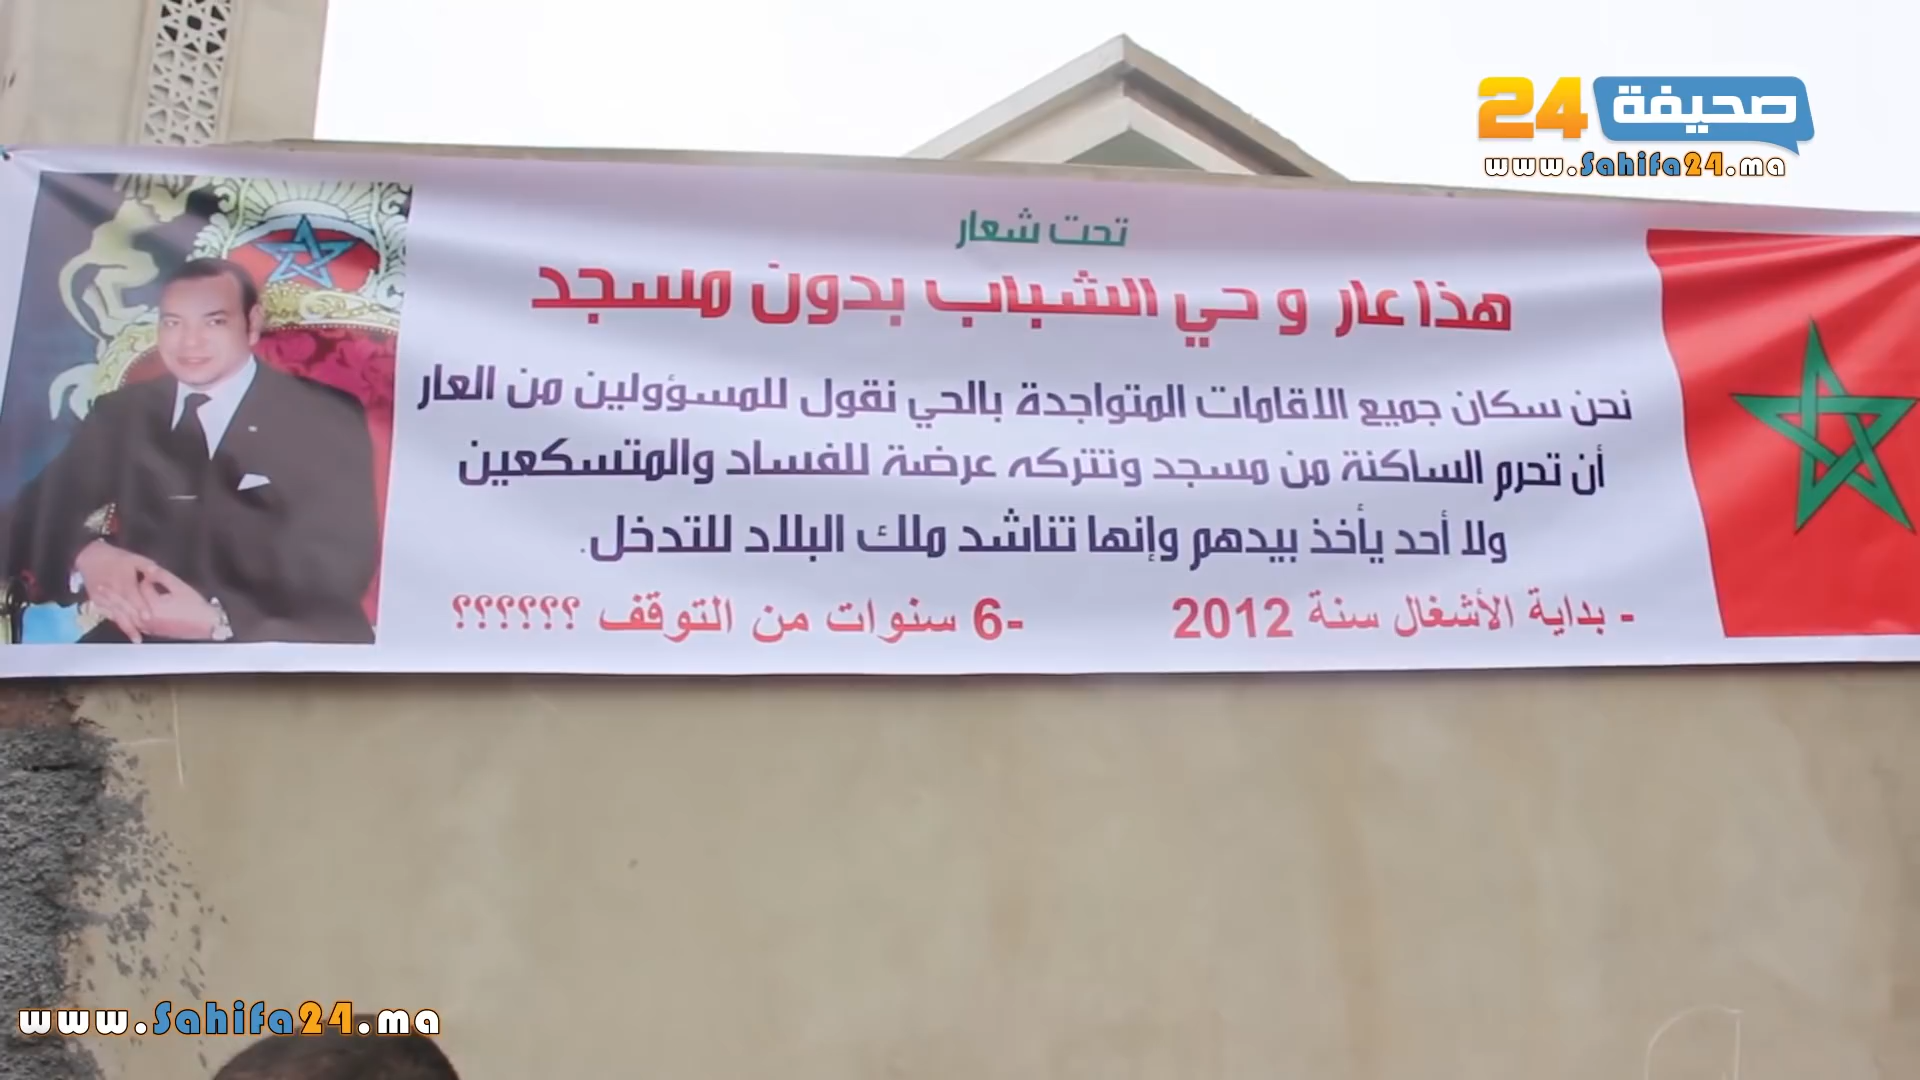 24 صحيفة
www.Sahifa24.ma
تحت شعار
هذا عار و حي الشباب بدون مسجد
نحن سكان جميع الاقامات المتواجدة بالحي نقول للمسؤولين من العار
أن تحرم الساكنة من مسجد وتتركه عرضة للفساد والمتسكعين
ولا أحد يأخذ بيدهم وإنها تناشد ملك البلاد للتدخل.
- بداية الأشغال سنة 2012 -6 سنوات من التوقف ؟؟؟؟؟؟
www.Sahifa24.ma